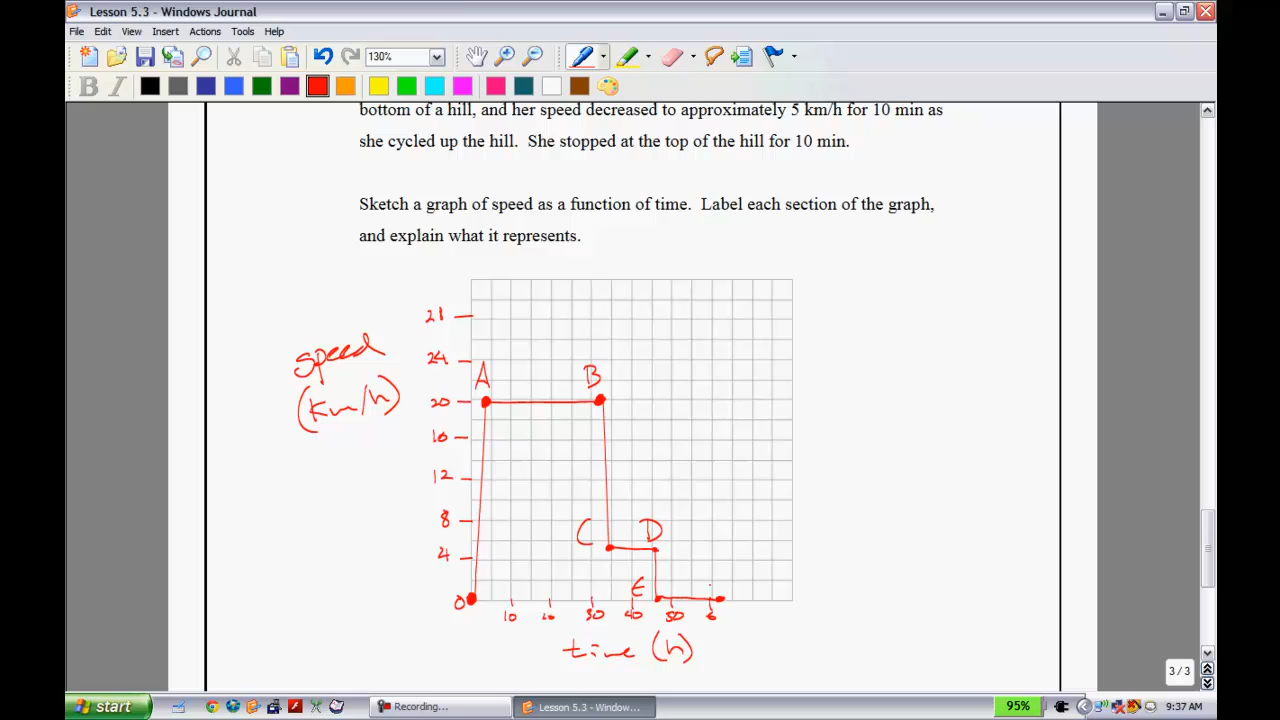 Lesson 5.3 - Windows Journal
File Edit View Insert Actions Tools Help
130%
B I
bottom of a hill, and her speed decreased to approximately 5 km/h for 10 min as
she cycled up the hill. She stopped at the top of the hill for 10 min.
Sketch a graph of speed as a function of time. Label each section of the graph,
and explain what it represents.
speed
(km/h)
24
20
12
8
4
0
A B
C D
E
10 30 40 50
time (h)
3 / 3
start Recording... Lesson 5.3 - Window... 95% 9:37 AM